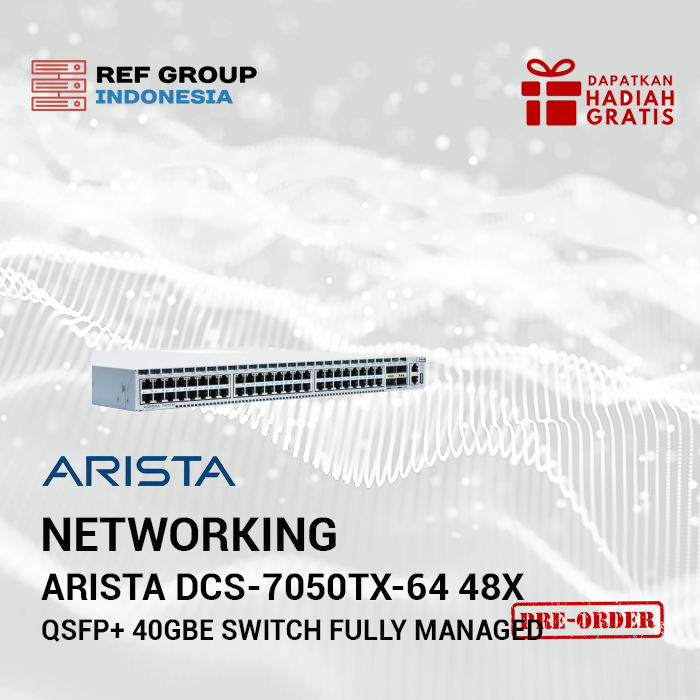 REF GROUP
INDONESIA
DAPATKAN
HADIAH
GRATIS
ARISTA
ARISTA
NETWORKING
ARISTA DCS-7050TX-64 48X
QSFP+ 40GBE SWITCH FULLY MANAGED
PRE-ORDER